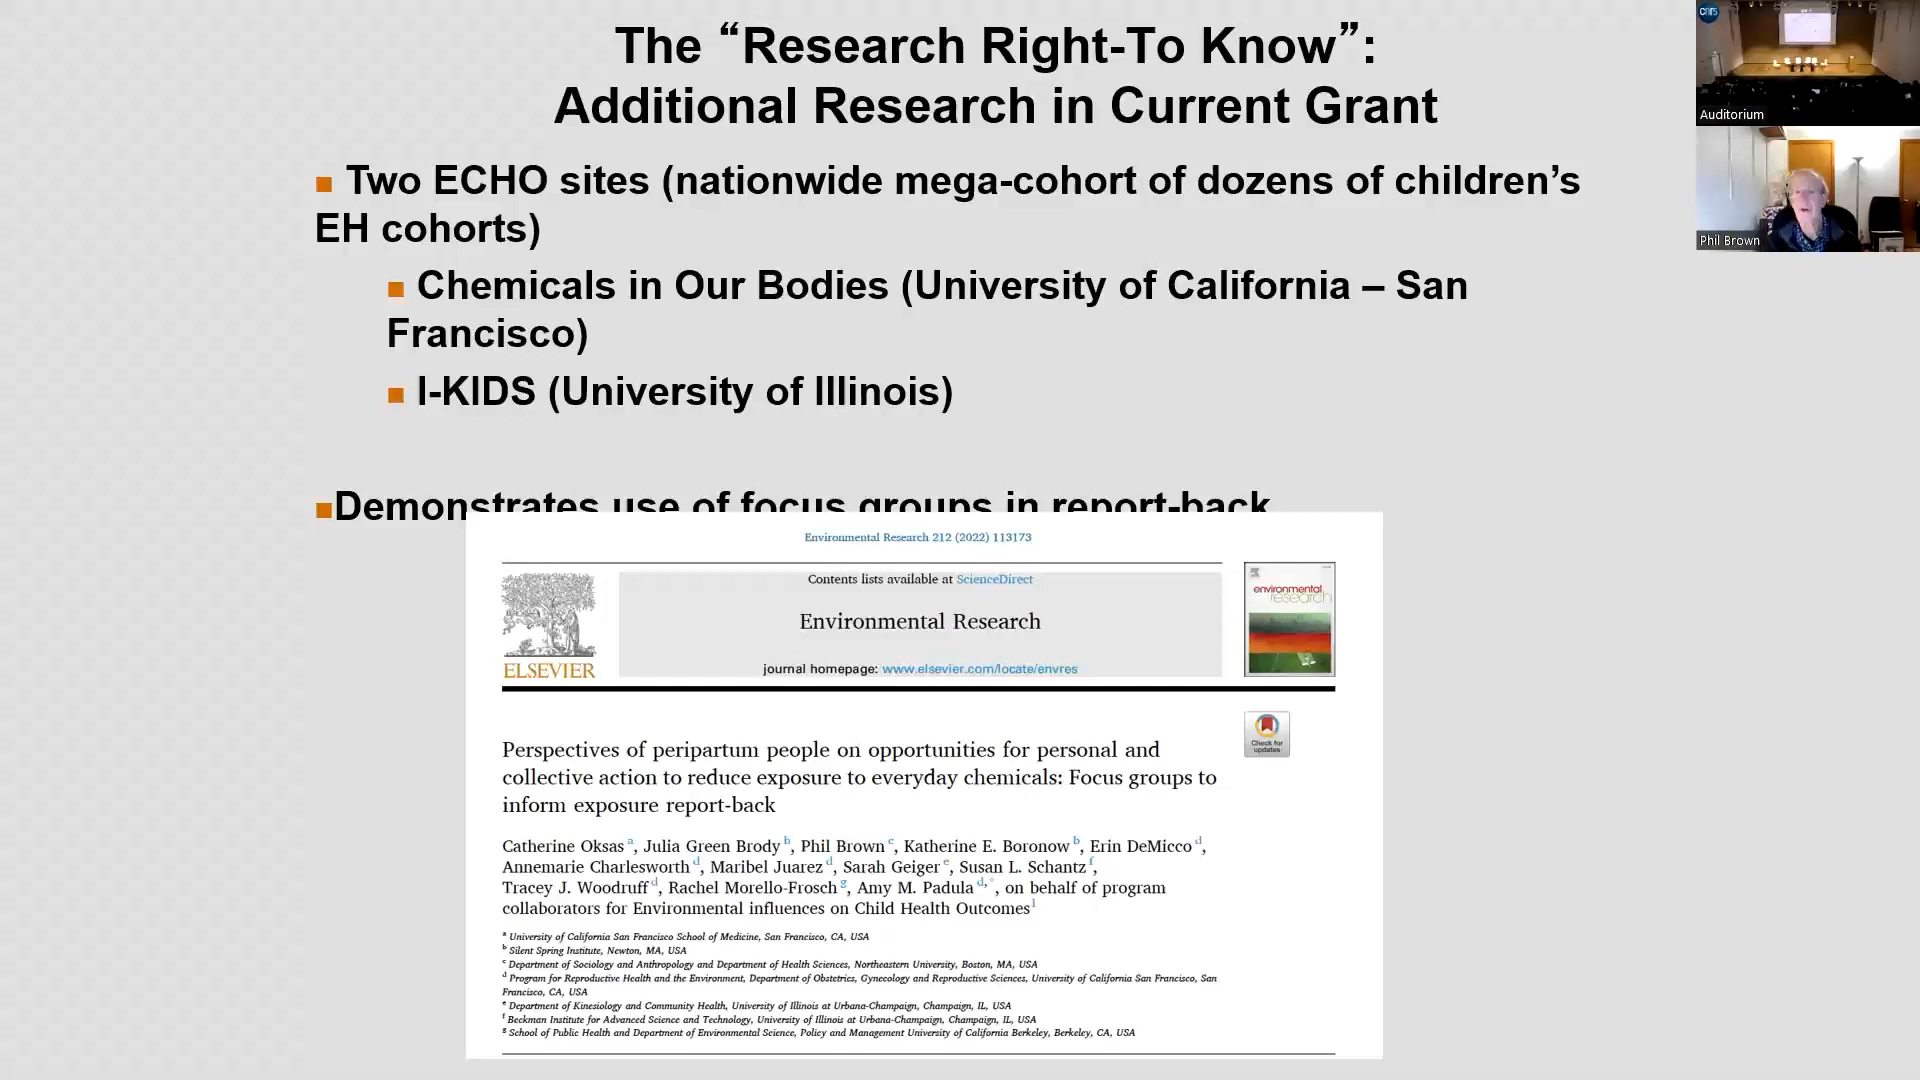 The “Research Right-To Know”:
Additional Research in Current Grant
Two ECHO sites (nationwide mega-cohort of dozens of children’s
EH cohorts)
Chemicals in Our Bodies (University of California – San
Francisco)
I-KIDS (University of Illinois)
Demonstrates use of focus groups in report-back
Environmental Research 212 (2022) 113173
Contents lists available at ScienceDirect
Environmental Research
journal homepage: www.elsevier.com/locate/envres
ELSEVIER
environmental
research
Check for
updates
Perspectives of peripartum people on opportunities for personal and
collective action to reduce exposure to everyday chemicals: Focus groups to
inform exposure report-back
Catherine Oksas a, Julia Green Brody b, Phil Brown c, Katherine E. Boronow b, Erin DeMicco d,
Annemarie Charlesworth d, Maribel Juarez d, Sarah Geiger e, Susan L. Schantz f,
Tracey J. Woodruff d, Rachel Morello-Frosch g, Amy M. Padula d,*, on behalf of program
collaborators for Environmental influences on Child Health Outcomes 1
a University of California San Francisco School of Medicine, San Francisco, CA, USA
b Silent Spring Institute, Newton, MA, USA
c Department of Sociology and Anthropology and Department of Health Sciences, Northeastern University, Boston, MA, USA
d Program for Reproductive Health and the Environment, Department of Obstetrics, Gynecology and Reproductive Sciences, University of California San Francisco, San
Francisco, CA, USA
e Department of Kinesiology and Community Health, University of Illinois at Urbana-Champaign, Champaign, IL, USA
f Beckman Institute for Advanced Science and Technology, University of Illinois at Urbana-Champaign, Champaign, IL, USA
g School of Public Health and Department of Environmental Science, Policy and Management University of California Berkeley, Berkeley, CA, USA
cnrs
Auditorium
Phil Brown